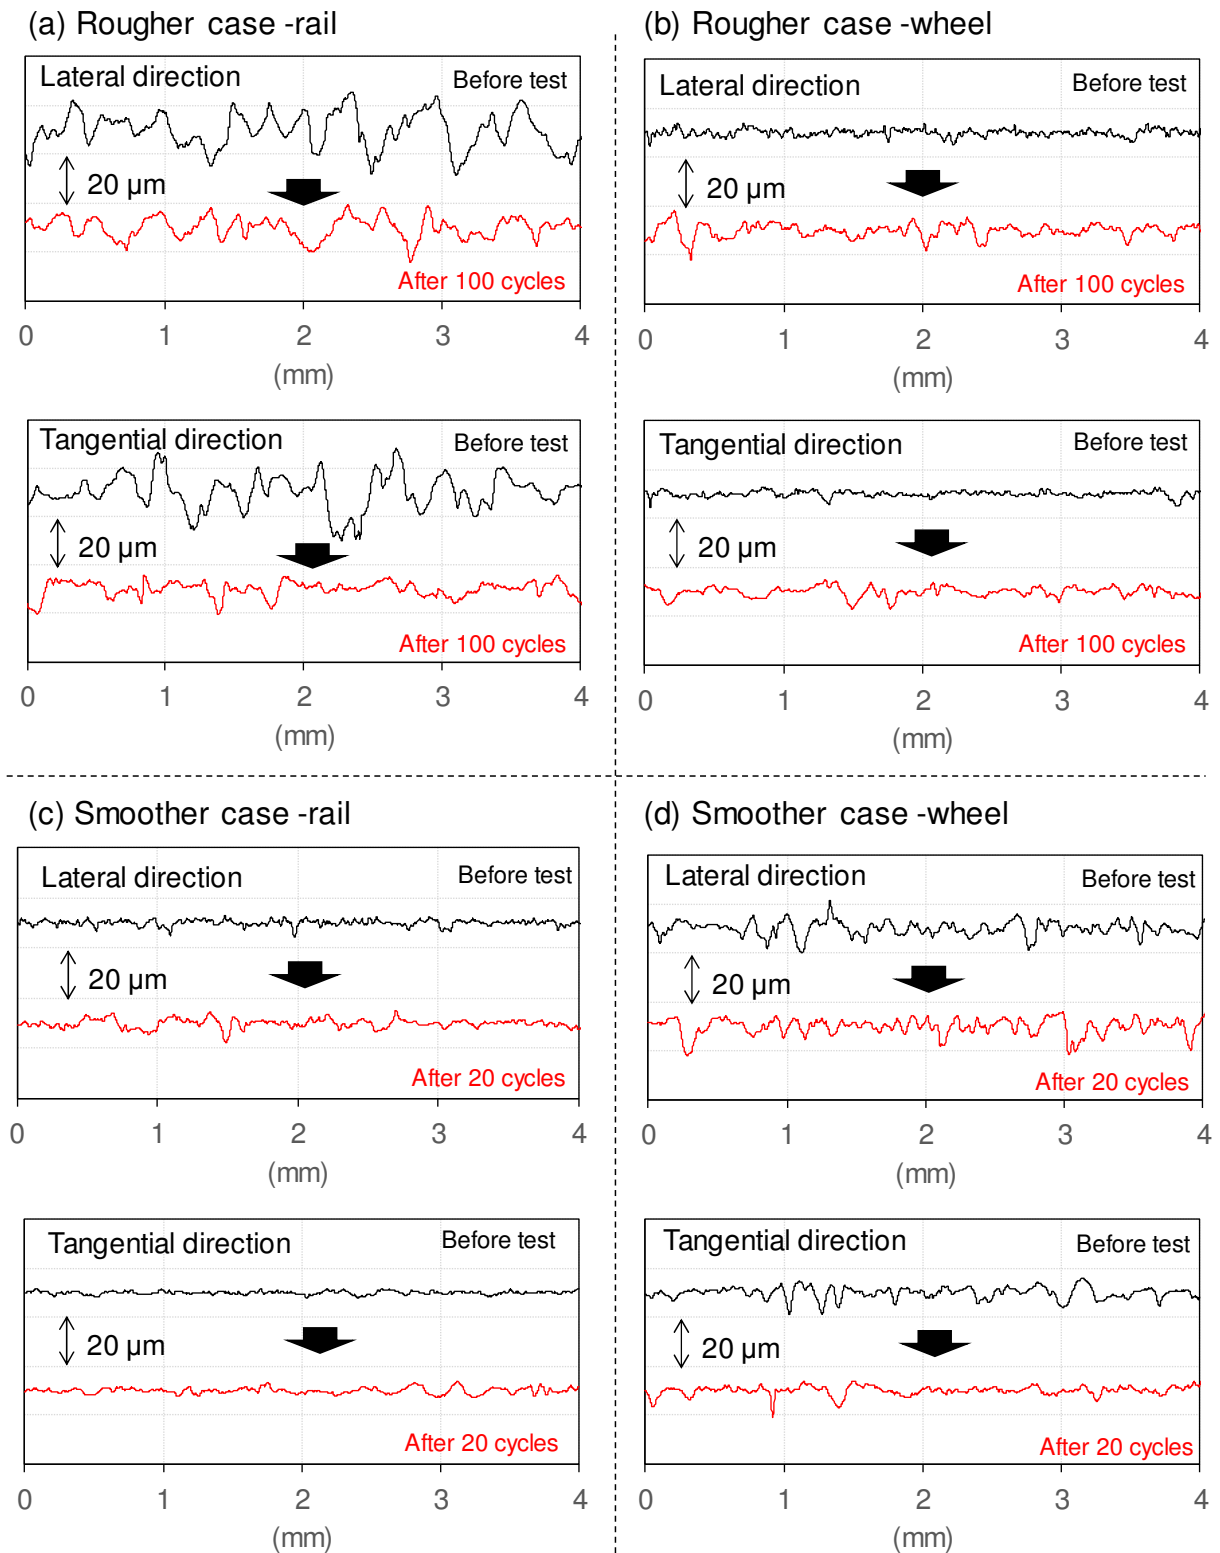 (a) Rougher case -rail
Lateral direction
Before test
20 µm
After 100 cycles
0 1 2 3 4
(mm)
Tangential direction
Before test
20 µm
After 100 cycles
0 1 2 3 4
(mm)
(b) Rougher case -wheel
Lateral direction
Before test
20 µm
After 100 cycles
0 1 2 3 4
(mm)
Tangential direction
Before test
20 µm
After 100 cycles
0 1 2 3 4
(mm)
(c) Smoother case -rail
Lateral direction
Before test
20 µm
After 20 cycles
0 1 2 3 4
(mm)
Tangential direction
Before test
20 µm
After 20 cycles
0 1 2 3 4
(mm)
(d) Smoother case -wheel
Lateral direction
Before test
20 µm
After 20 cycles
0 1 2 3 4
(mm)
Tangential direction
Before test
20 µm
After 20 cycles
0 1 2 3 4
(mm)